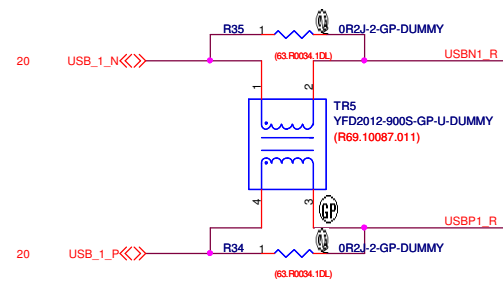 R35 1 0R2J-2-GP-DUMMY
(63.R0034.1DL)
20 USB_1_N USBN1_R
1 2
TR5
YFD2012-900S-GP-U-DUMMY
(R69.10087.011)
4 3
GP
USBP1_R
R34 1 0R2J-2-GP-DUMMY
20 USB_1_P
(63.R0034.1DL)